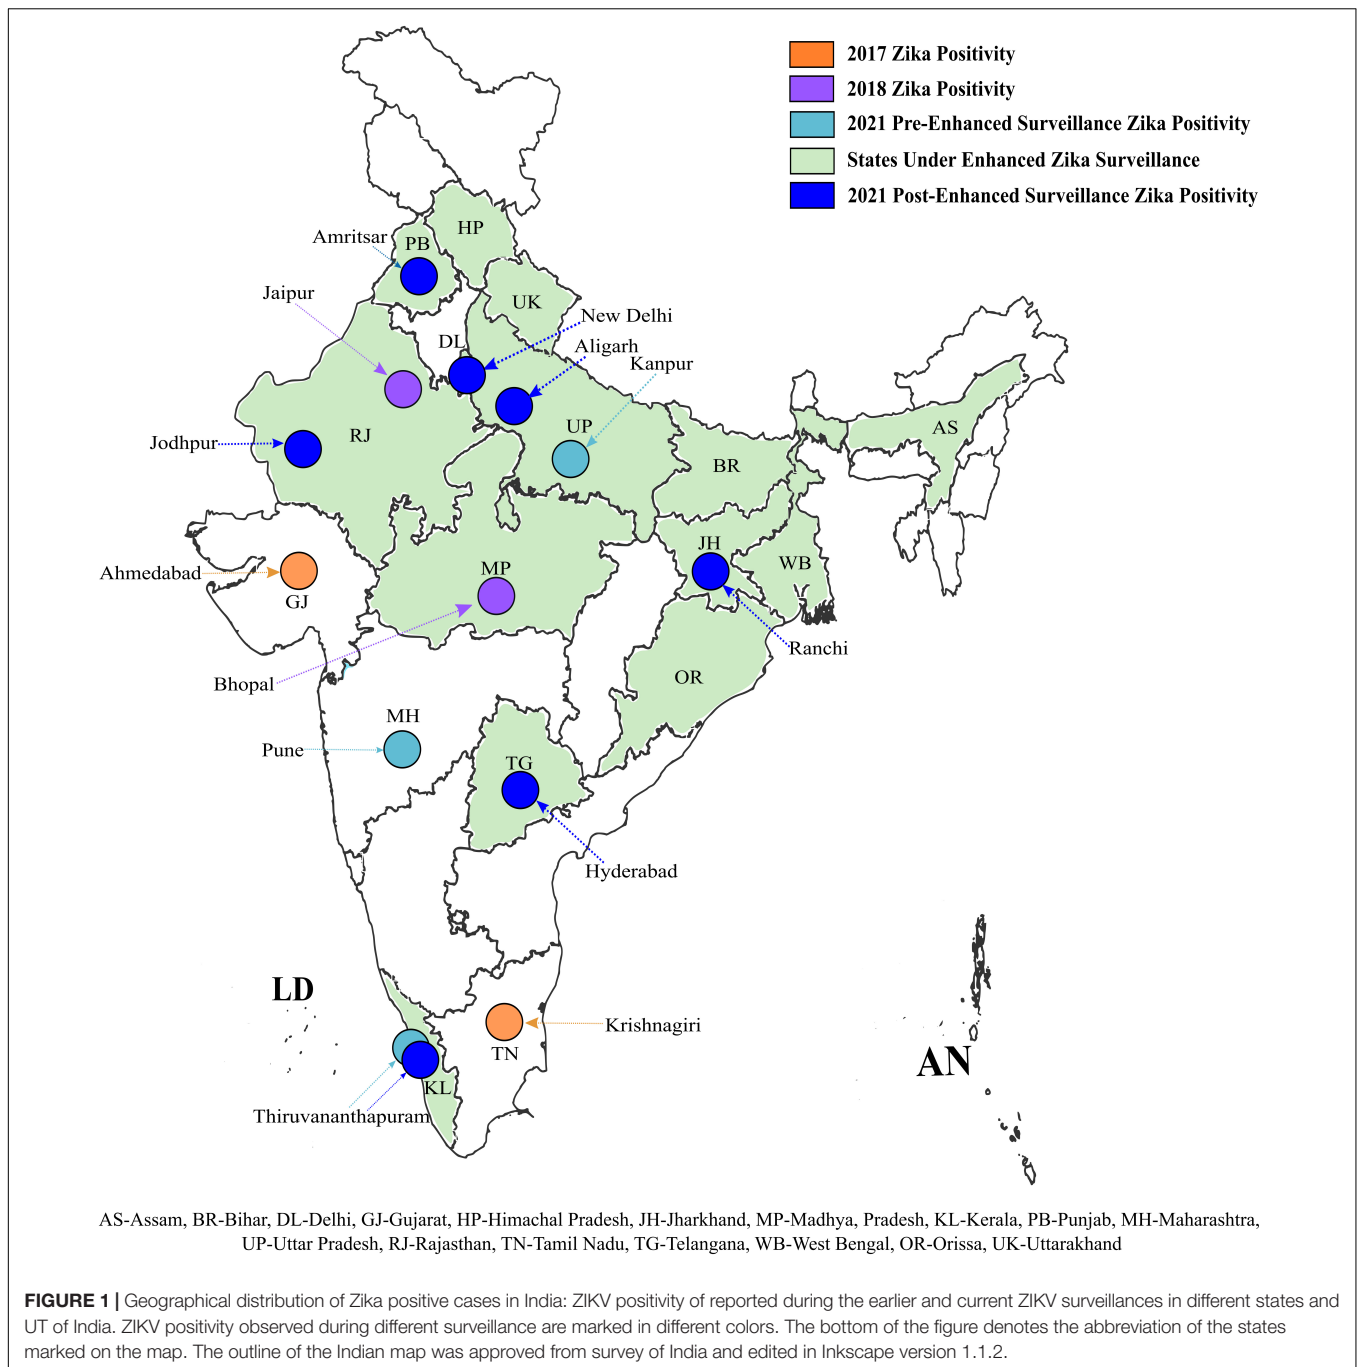 2017 Zika Positivity
2018 Zika Positivity
2021 Pre-Enhanced Surveillance Zika Positivity
States Under Enhanced Zika Surveillance
2021 Post-Enhanced Surveillance Zika Positivity
HP
Amritsar
PB
Jaipur
UK
New Delhi
DL
Aligarh
Kanpur
UP
AS
RJ
Jodhpur
BR
JH
WB
Ahmedabad
MP
GJ
Ranchi
Bhopal
OR
MH
Pune
TG
Hyderabad
LD
Krishnagiri
TN
AN
KL
Thiruvananthapuram
AS-Assam, BR-Bihar, DL-Delhi, GJ-Gujarat, HP-Himachal Pradesh, JH-Jharkhand, MP-Madhya, Pradesh, KL-Kerala, PB-Punjab, MH-Maharashtra,
UP-Uttar Pradesh, RJ-Rajasthan, TN-Tamil Nadu, TG-Telangana, WB-West Bengal, OR-Orissa, UK-Uttarakhand
FIGURE 1 | Geographical distribution of Zika positive cases in India: ZIKV positivity of reported during the earlier and current ZIKV surveillances in different states and
UT of India. ZIKV positivity observed during different surveillance are marked in different colors. The bottom of the figure denotes the abbreviation of the states
marked on the map. The outline of the Indian map was approved from survey of India and edited in Inkscape version 1.1.2.